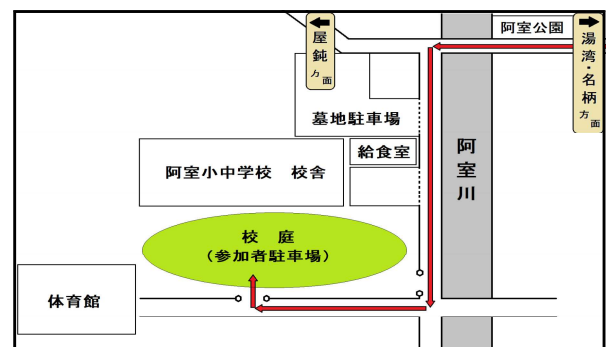 阿室公園
屋鈍方面
湯湾・名柄方面
墓地駐車場
給食室
阿室川
阿室小中学校 校舎
校庭
(参加者駐車場)
体育館